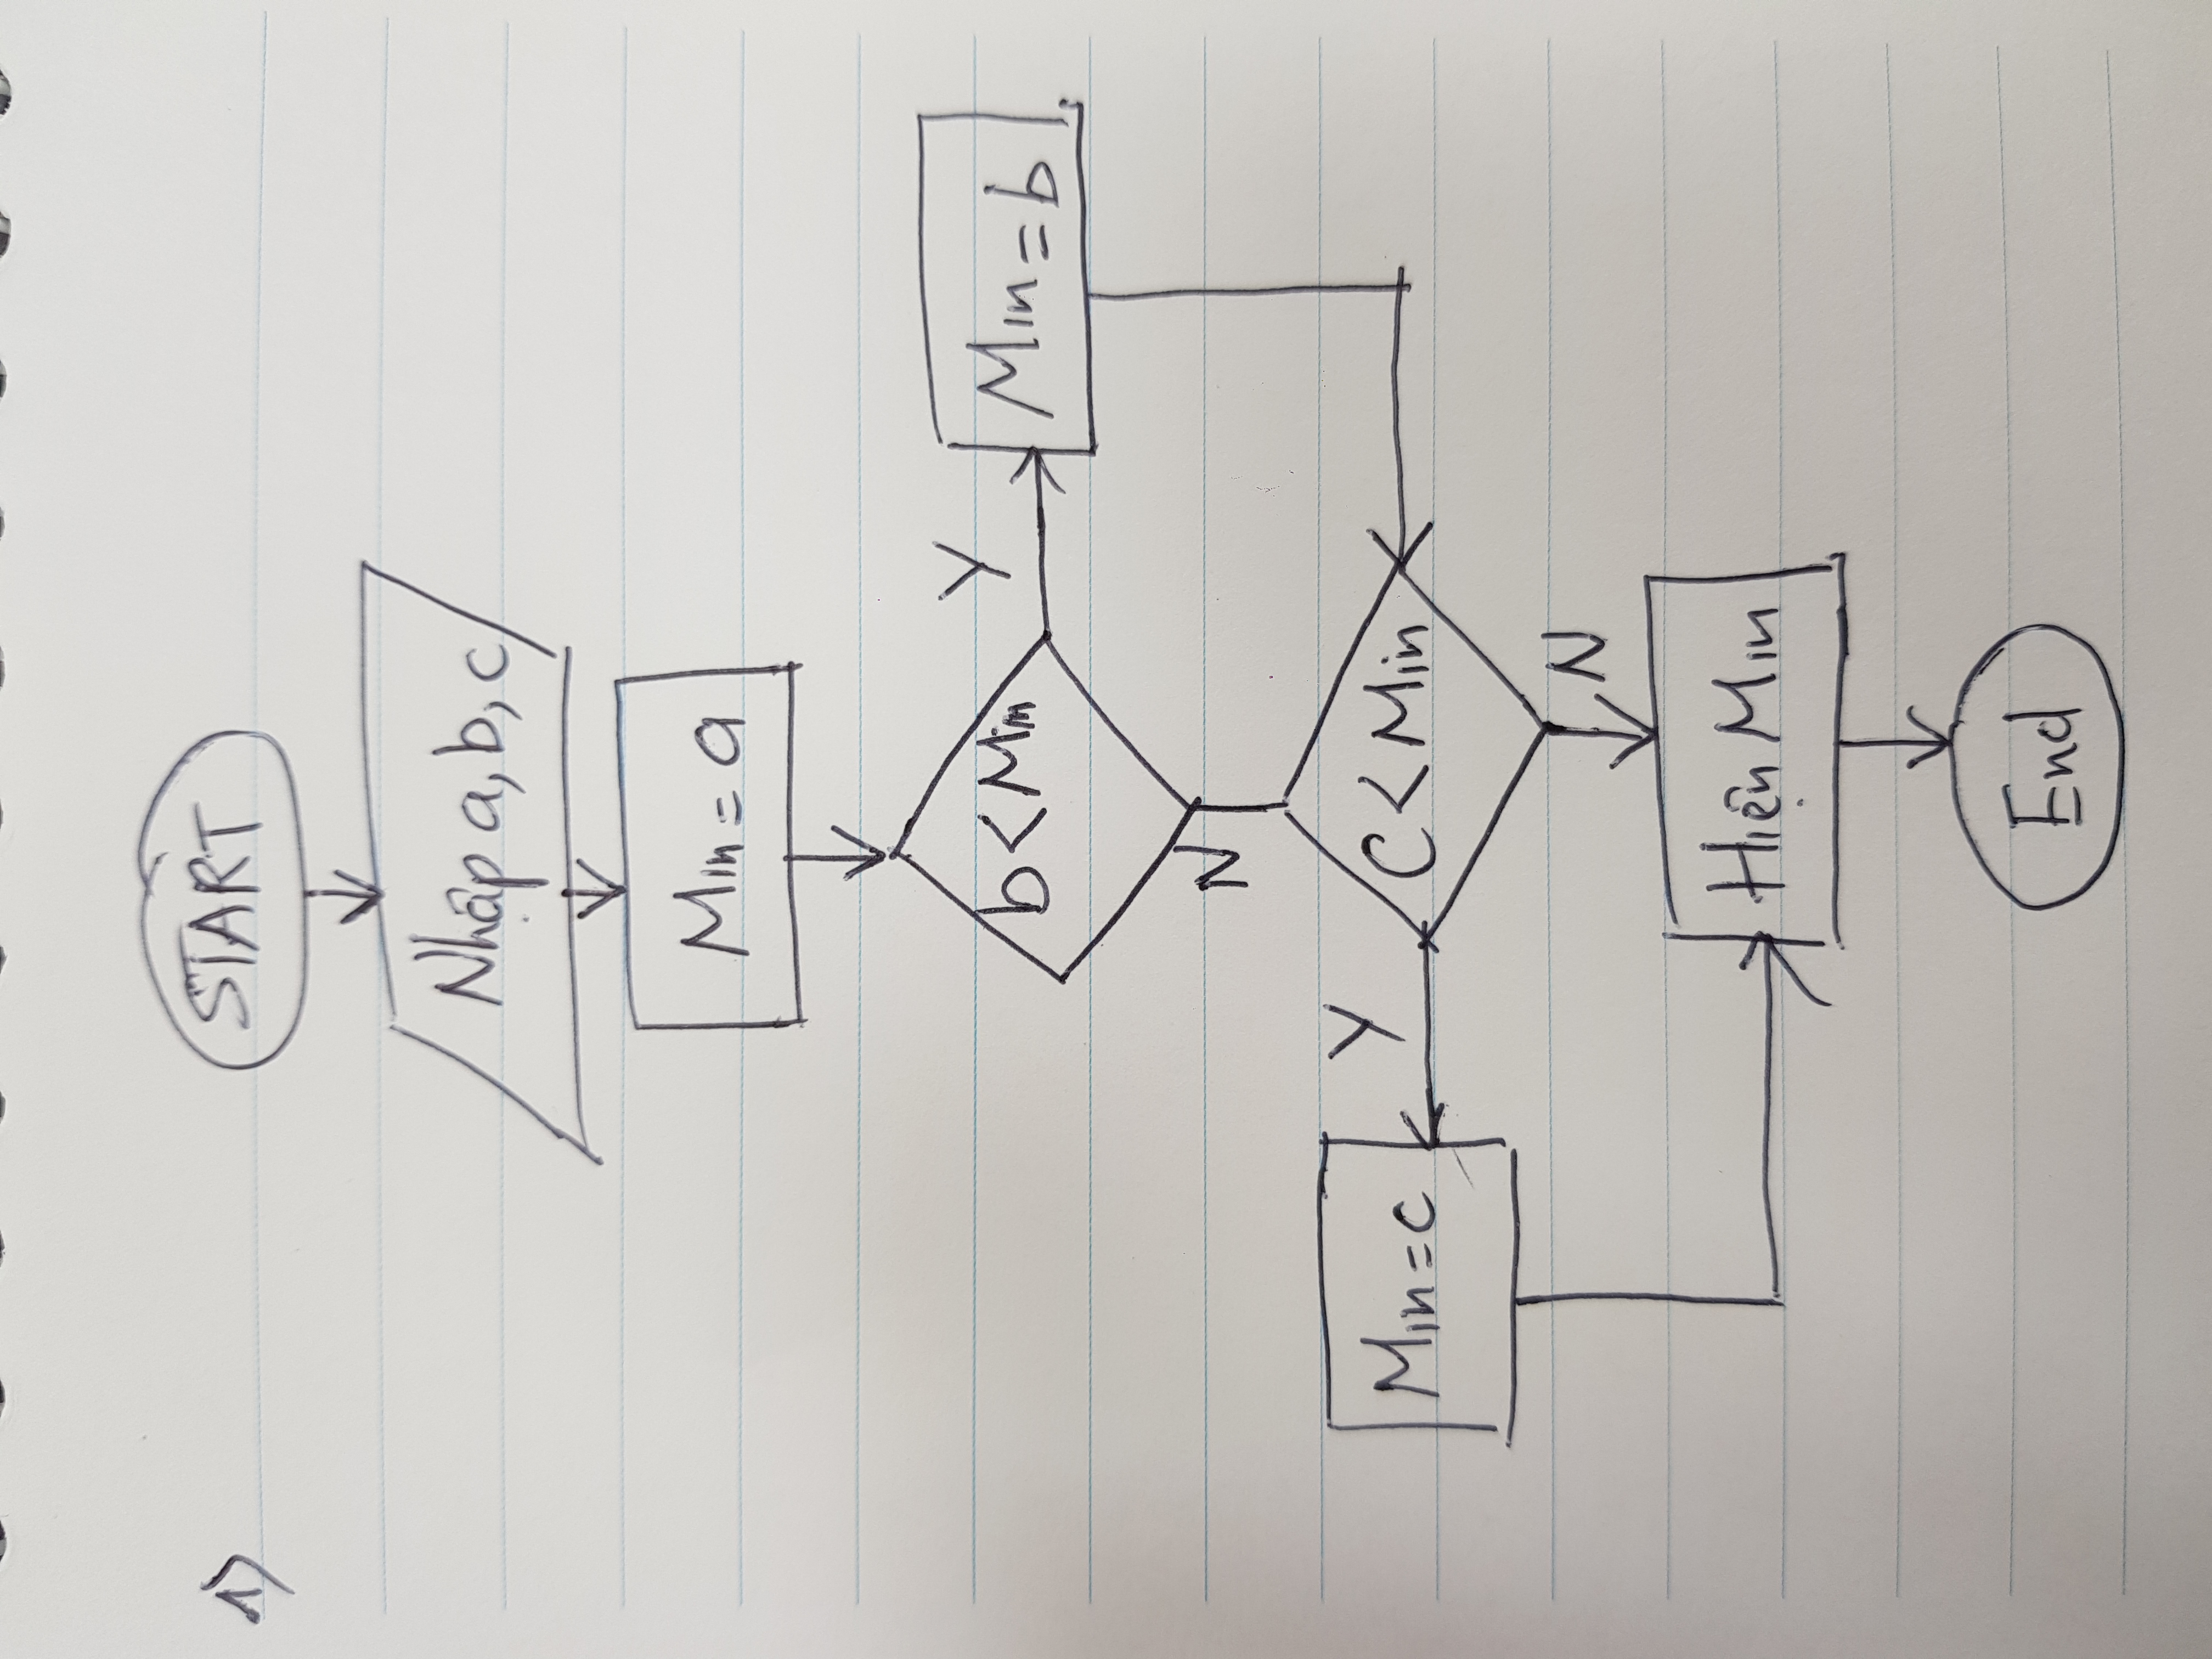 1)
START
Nhập a, b, c
Min = a
b < Min
Y
Min = b
N
C < Min
Y
Min = c
N
Hiện Min
End